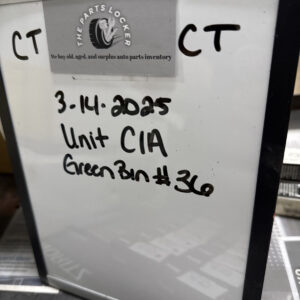 THE PARTS LOCKER
We buy old, aged, and surplus auto parts inventory
CT CT
3-14-2025
Unit C1A
Green Bin # 36